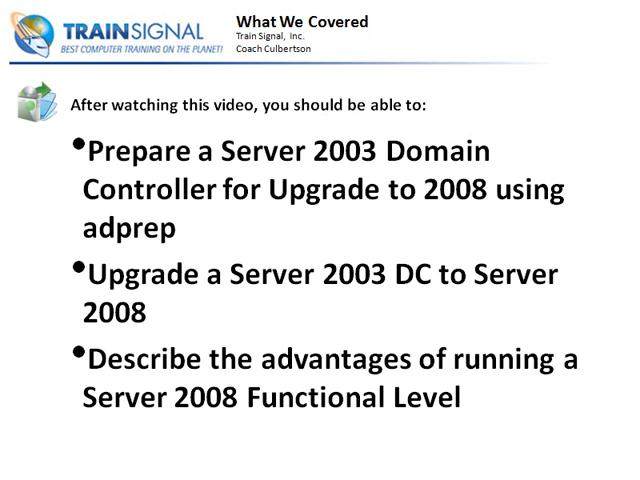 TRAINSIGNAL
BEST COMPUTER TRAINING ON THE PLANET!
What We Covered
Train Signal, Inc.
Coach Culbertson
After watching this video, you should be able to:
•Prepare a Server 2003 Domain
Controller for Upgrade to 2008 using
adprep
•Upgrade a Server 2003 DC to Server
2008
•Describe the advantages of running a
Server 2008 Functional Level